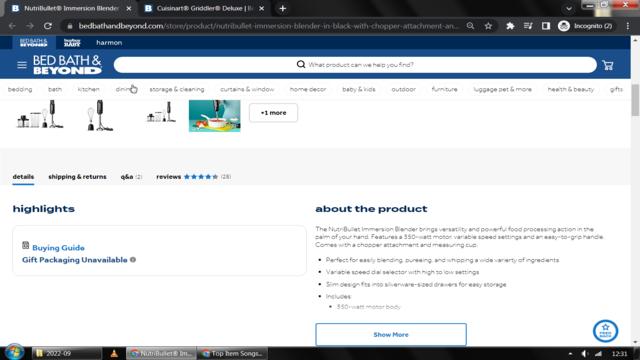 NutriBullet® Immersion Blende
Cuisinart® Griddler® Deluxe | B
bedbathandbeyond.com/store/product/nutribullet-immersion-blender-in-black-with-chopper-attachment-an...
Incognito (2)
BED BATH & BEYOND
buybuy BABY
harmon
BED BATH &
BEYOND
What product can we help you find?
bedding
bath
kitchen
dining
storage & cleaning
curtains & window
home decor
baby & kids
outdoor
furniture
luggage pet & more
health & beauty
gifts
+1 more
details
shipping & returns
q&a (2)
reviews
(28)
highlights
Buying Guide
Gift Packaging Unavailable
about the product
The NutriBullet Immersion Blender brings versatility and powerful food processing action in the
palm of your hand. Features a 350-watt motor, variable speed settings and an easy-to-grip handle.
Comes with a chopper attachment and measuring cup.
• Perfect for easily blending, pureeing, and whipping a wide varierty of ingredients
• Variable speed dial selector with high to low settings
• Slim design fits into silverware-sized drawers for easy storage
• Includes:
350-watt motor body
Show More
FEED
BACK
2022-09
NutriBullet® Im...
Top Item Songs...
12:31